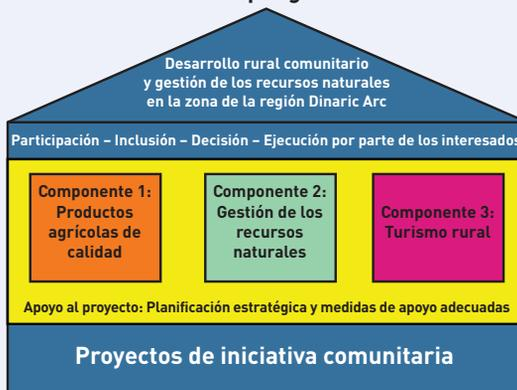 Desarrollo rural comunitario
y gestión de los recursos naturales
en la zona de la región Dinaric Arc
Participación – Inclusión – Decisión – Ejecución por parte de los interesados
Componente 1:
Productos
agrícolas de
calidad
Componente 2:
Gestión de los
recursos
naturales
Componente 3:
Turismo rural
Apoyo al proyecto: Planificación estratégica y medidas de apoyo adecuadas
Proyectos de iniciativa comunitaria